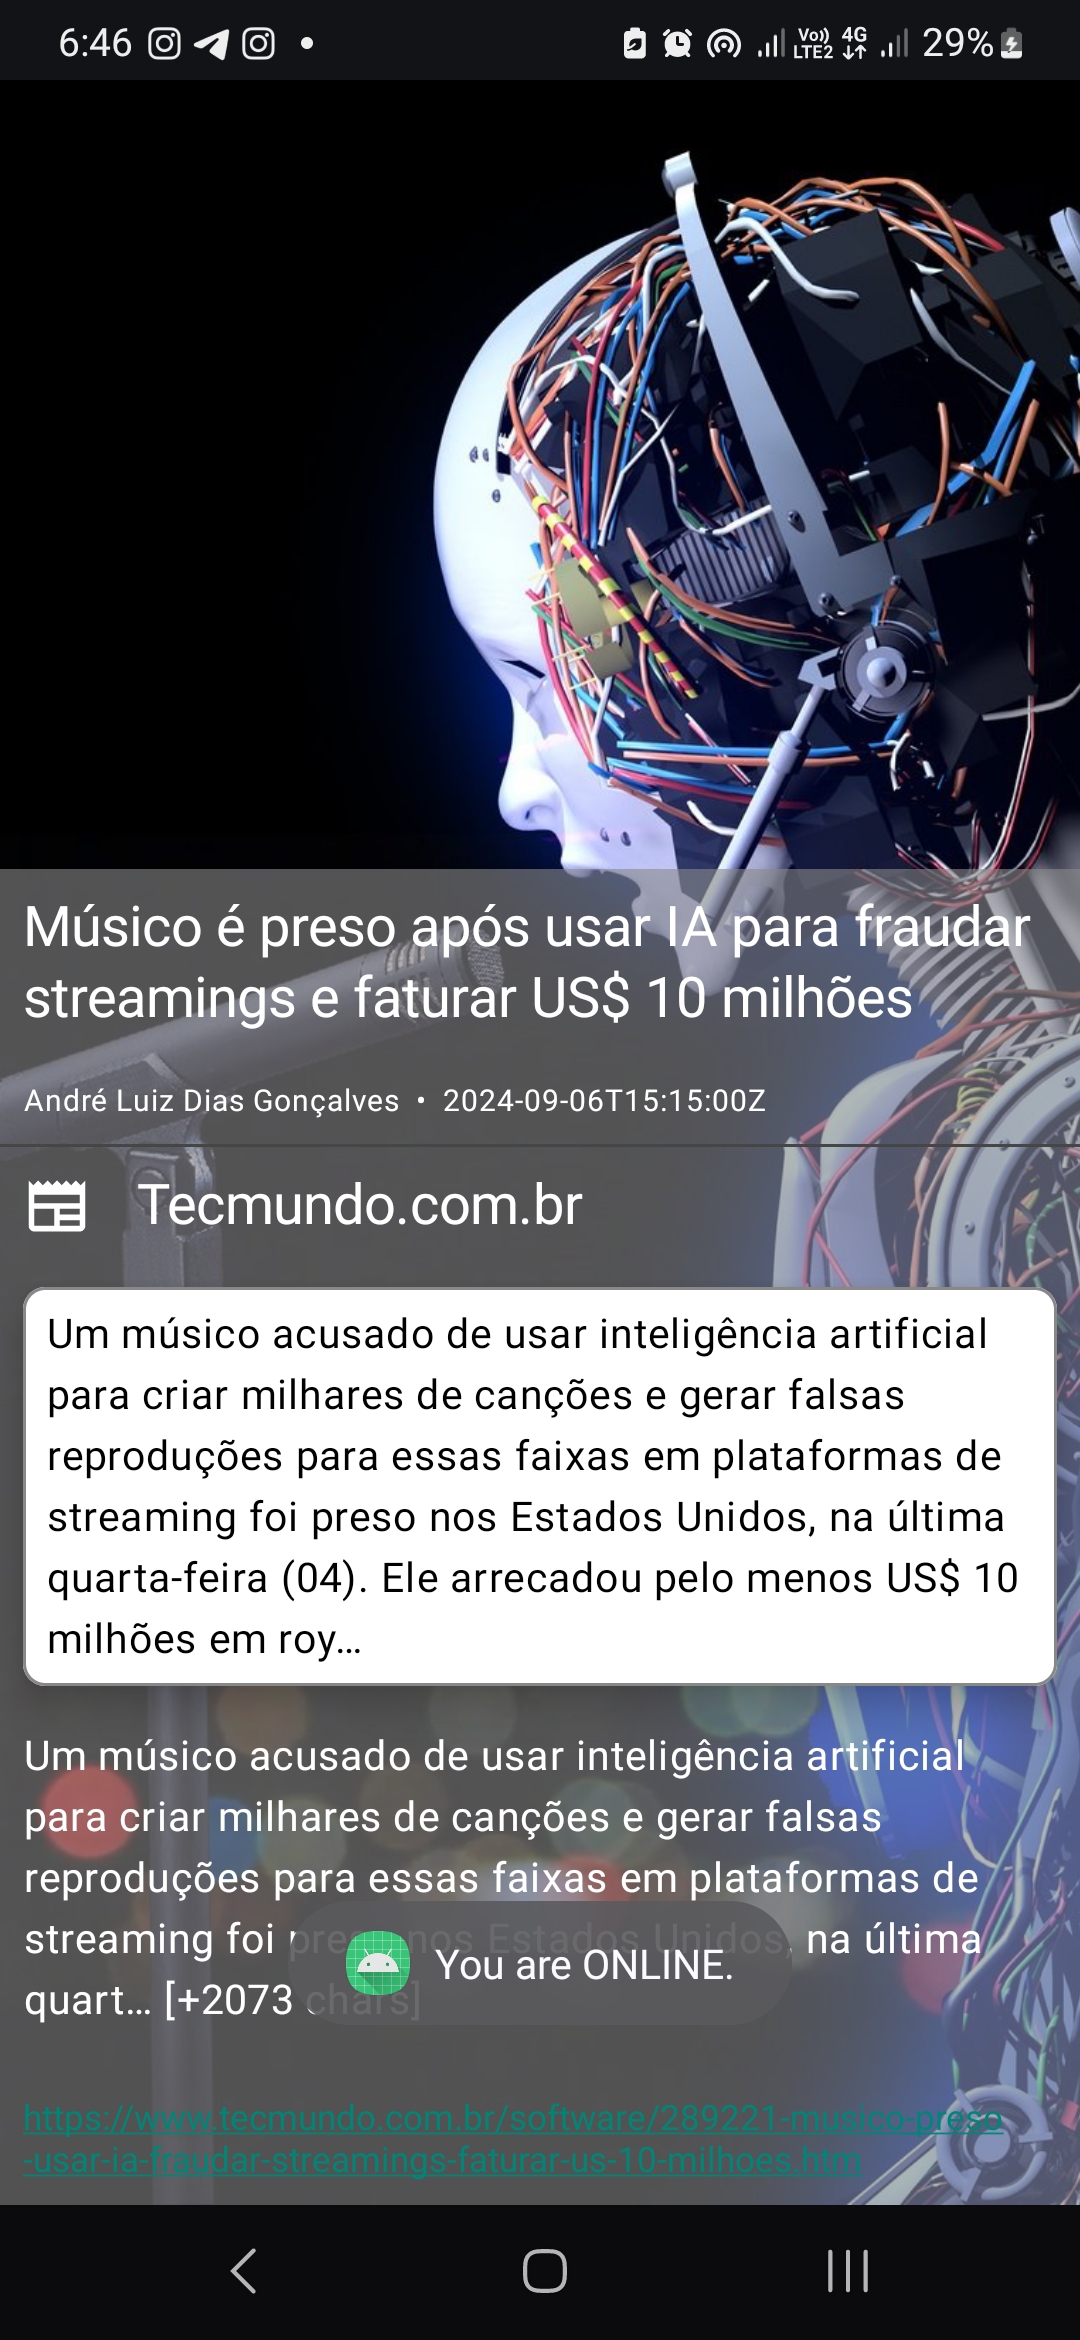 6:46
Vo)) LTE2 4G 29%
Músico é preso após usar IA para fraudar
streamings e faturar US$ 10 milhões
André Luiz Dias Gonçalves • 2024-09-06T15:15:00Z
Tecmundo.com.br
Um músico acusado de usar inteligência artificial
para criar milhares de canções e gerar falsas
reproduções para essas faixas em plataformas de
streaming foi preso nos Estados Unidos, na última
quarta-feira (04). Ele arrecadou pelo menos US$ 10
milhões em roy…
Um músico acusado de usar inteligência artificial
para criar milhares de canções e gerar falsas
reproduções para essas faixas em plataformas de
streaming foi preso nos Estados Unidos, na última
quart… [+2073 chars]
You are ONLINE.
https://www.tecmundo.com.br/software/289221-musico-preso
-usar-ia-fraudar-streamings-faturar-us-10-milhoes.htm